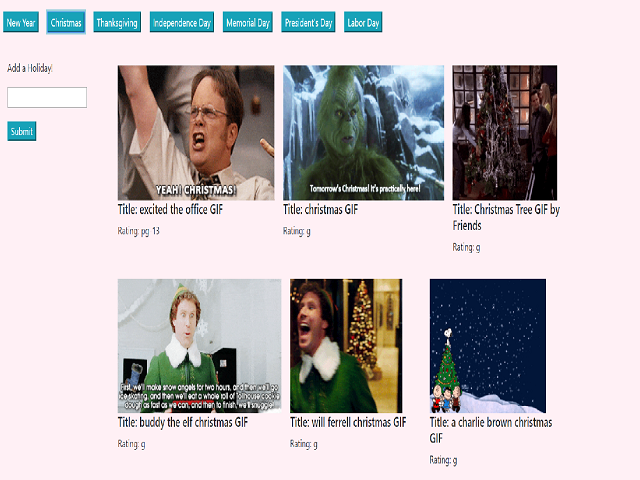 New Year Christmas Thanksgiving Independence Day Memorial Day President's Day Labor Day
Add a Holiday!
Submit
YEAH! CHRISTMAS!
Title: excited the office GIF
Rating: pg-13
Tomorrow's Christmas! It's practically here!
Title: christmas GIF
Rating: g
Title: Christmas Tree GIF by
Friends
Rating: g
First, we'll make snow angels for two hours, and then we'll go
ice skating, and then we'll eat a whole roll of Tollhouse cookie
dough as fast as we can, and then to finish, we'll snuggle.
Title: buddy the elf christmas GIF
Rating: g
Title: will ferrell christmas GIF
Rating: g
Title: a charlie brown christmas
GIF
Rating: g